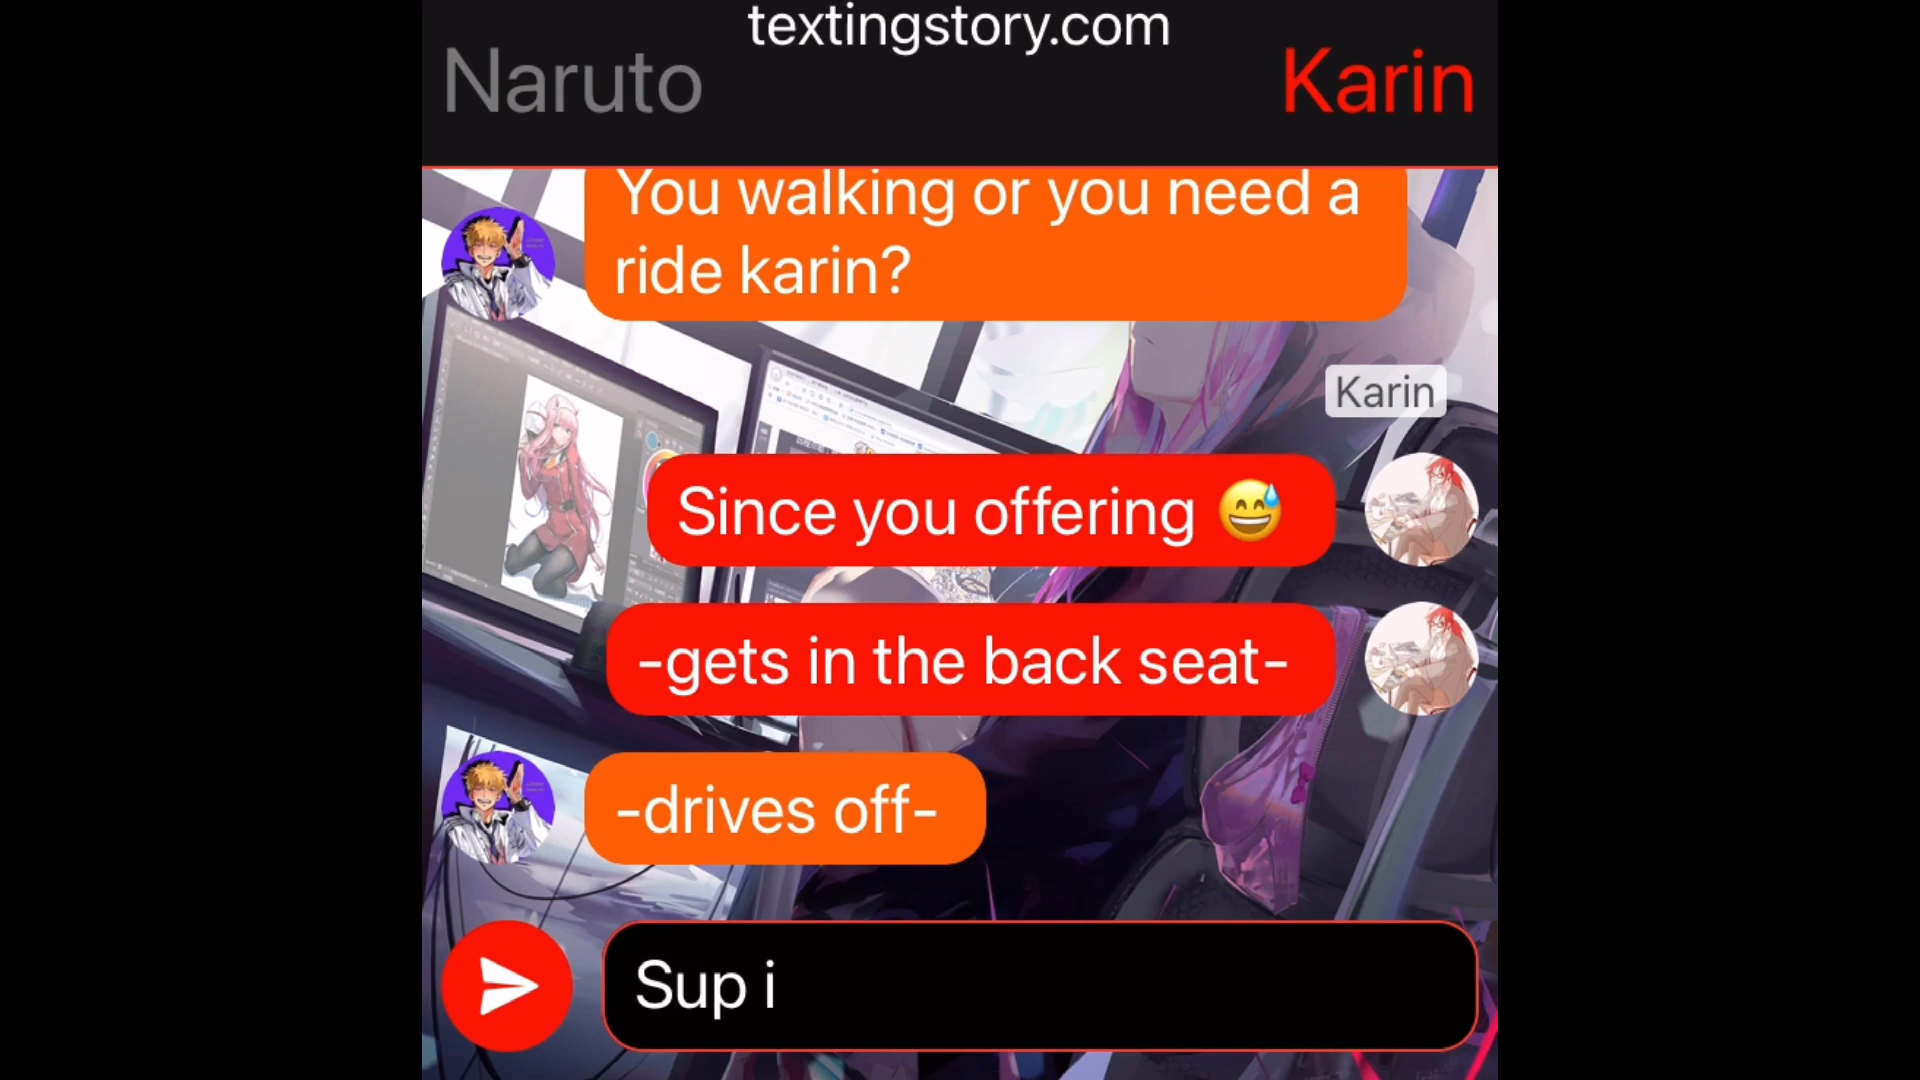 textingstory.com
Naruto
Karin
You walking or you need a
ride karin?
Karin
Since you offering 😅
-gets in the back seat-
-drives off-
Sup i